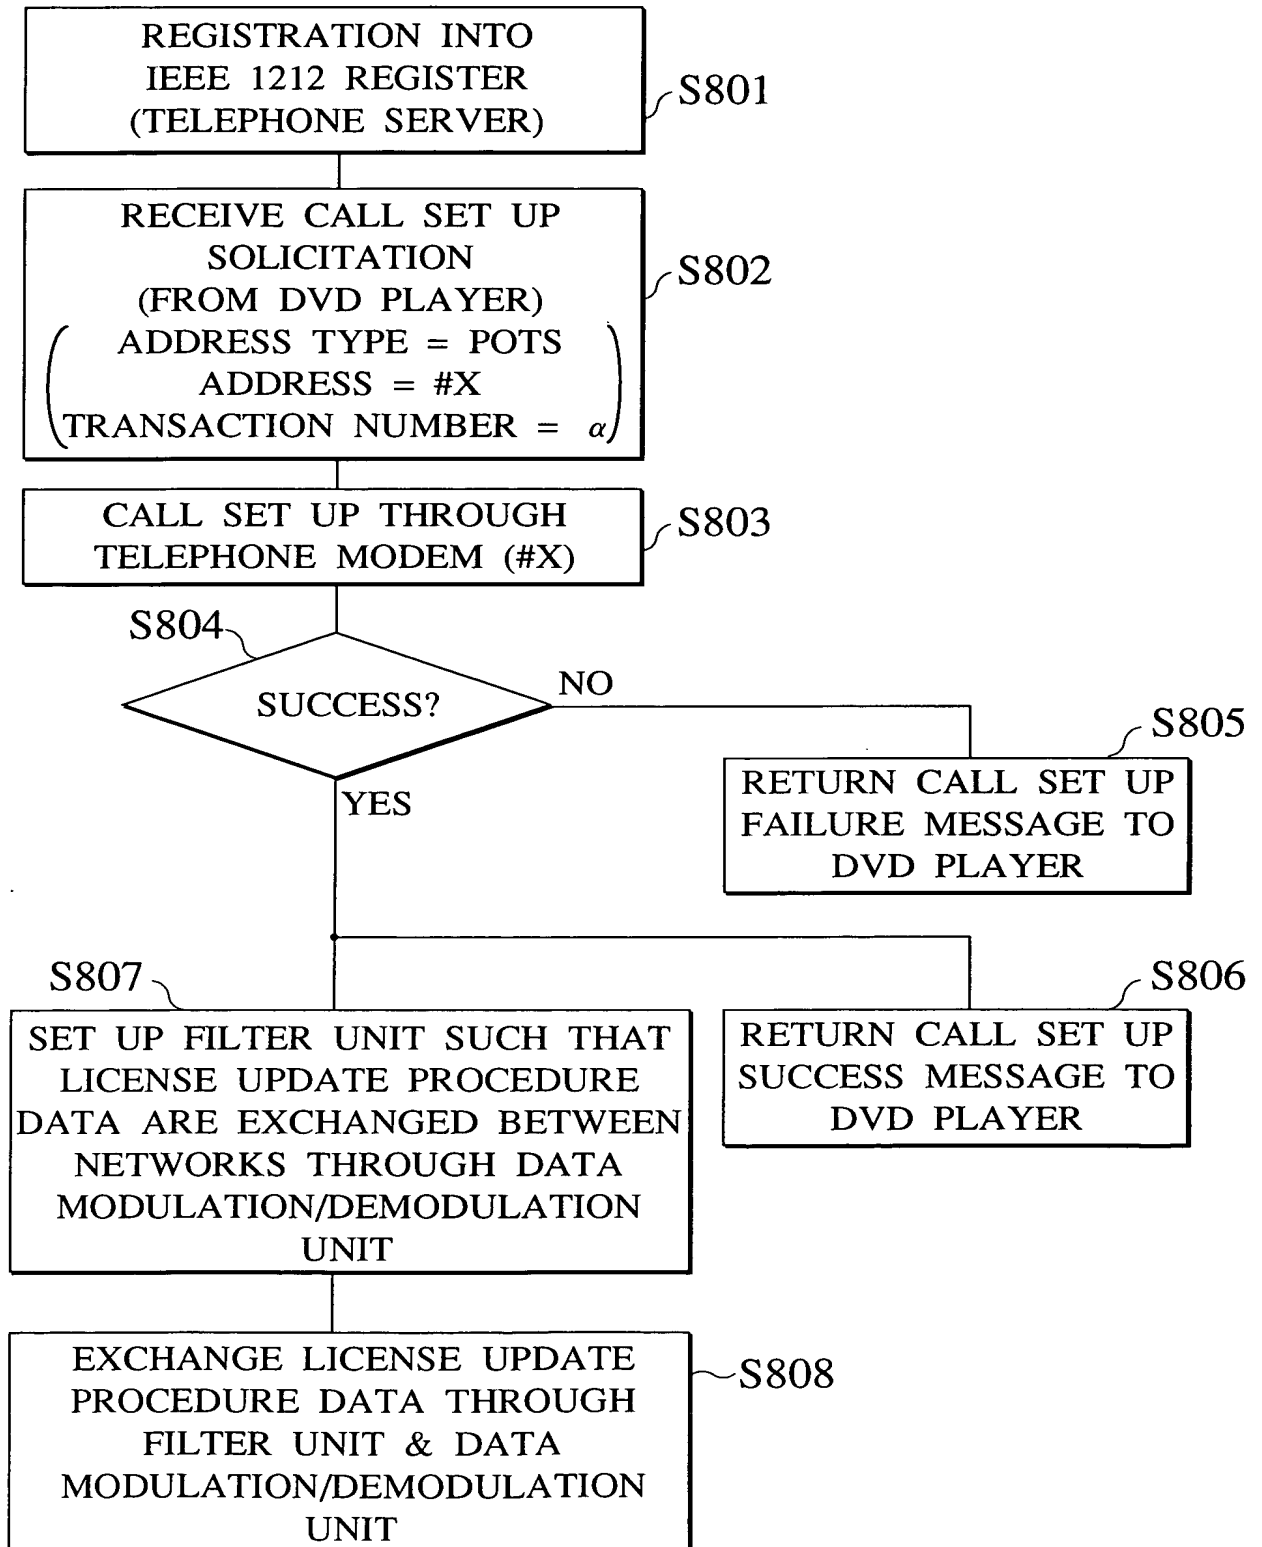 REGISTRATION INTO
IEEE 1212 REGISTER
(TELEPHONE SERVER)
S801
RECEIVE CALL SET UP
SOLICITATION
(FROM DVD PLAYER)
ADDRESS TYPE = POTS
ADDRESS = #X
TRANSACTION NUMBER = α
S802
CALL SET UP THROUGH
TELEPHONE MODEM (#X)
S803
S804
SUCCESS?
NO
YES
S805
RETURN CALL SET UP
FAILURE MESSAGE TO
DVD PLAYER
S807
SET UP FILTER UNIT SUCH THAT
LICENSE UPDATE PROCEDURE
DATA ARE EXCHANGED BETWEEN
NETWORKS THROUGH DATA
MODULATION/DEMODULATION
UNIT
S806
RETURN CALL SET UP
SUCCESS MESSAGE TO
DVD PLAYER
EXCHANGE LICENSE UPDATE
PROCEDURE DATA THROUGH
FILTER UNIT & DATA
MODULATION/DEMODULATION
UNIT
S808